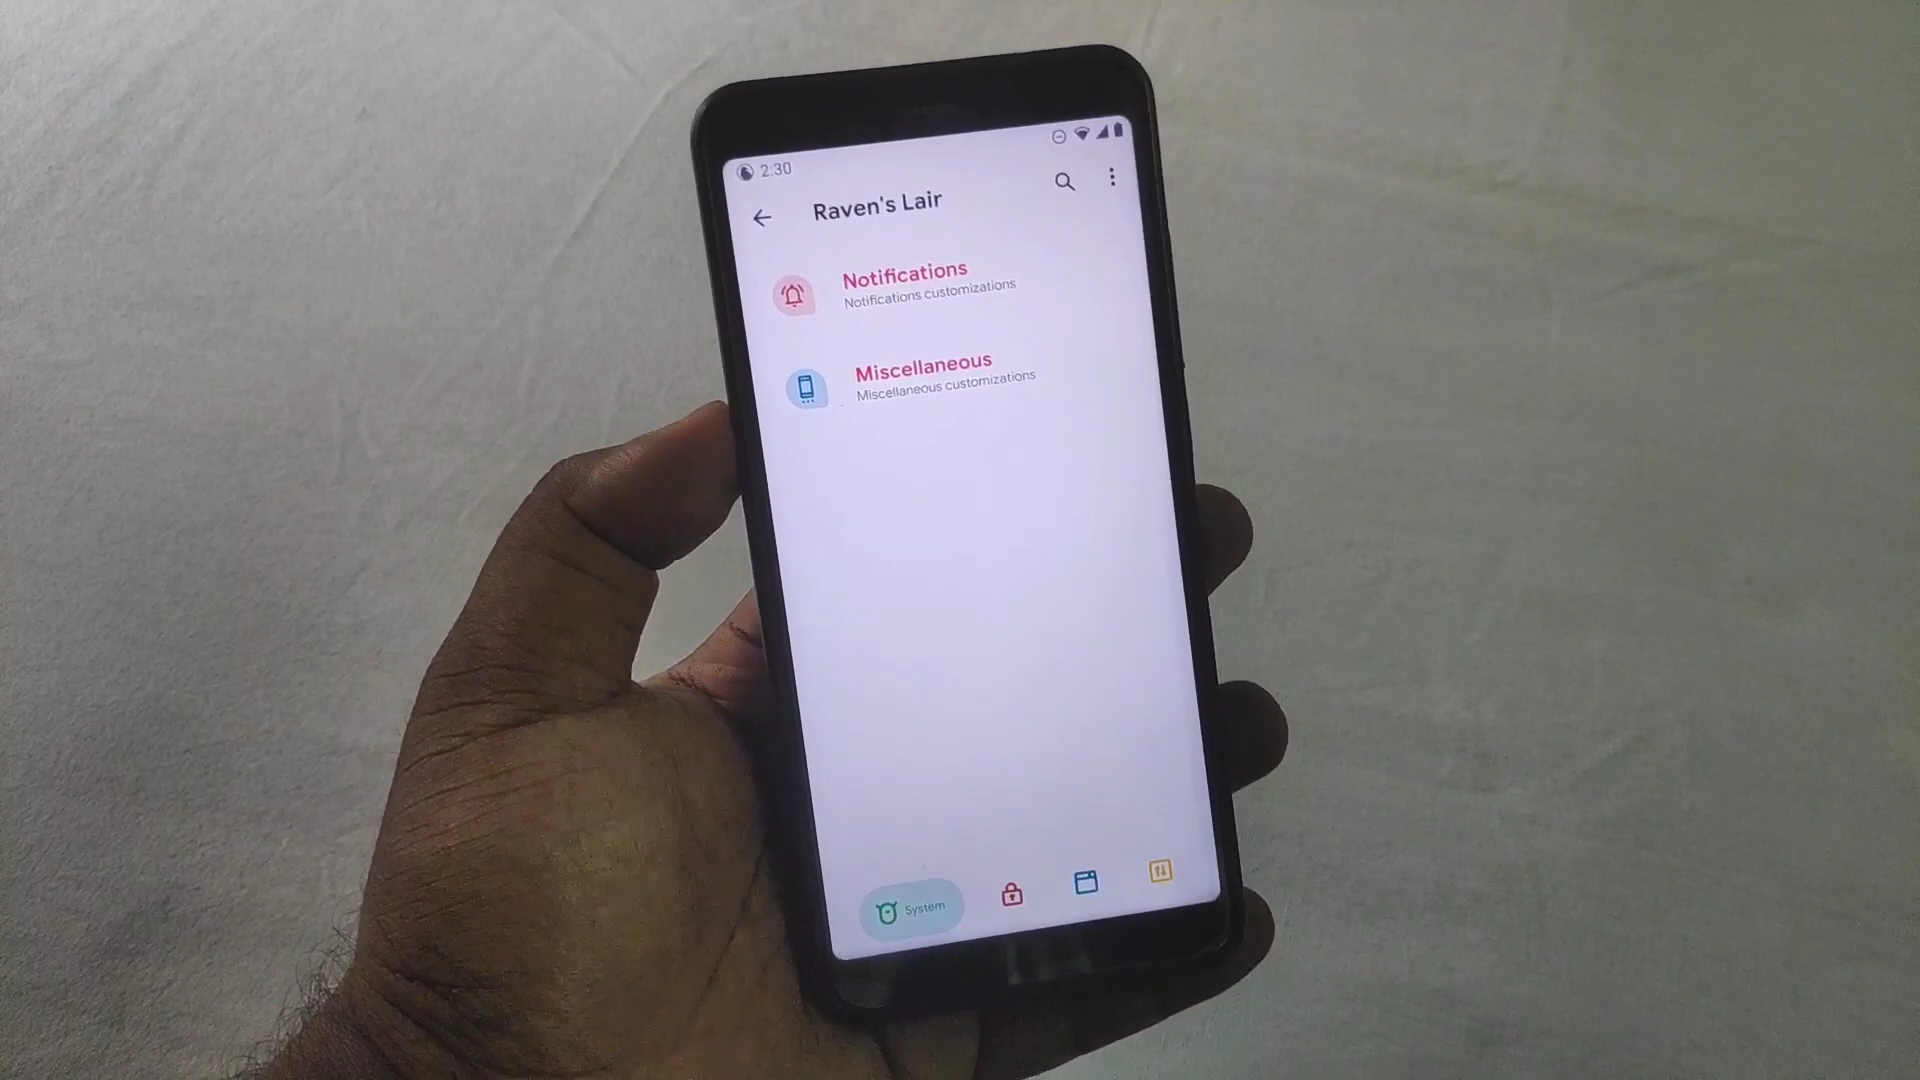 2:30
Raven's Lair
Notifications
Notifications customizations
Miscellaneous
Miscellaneous customizations
System